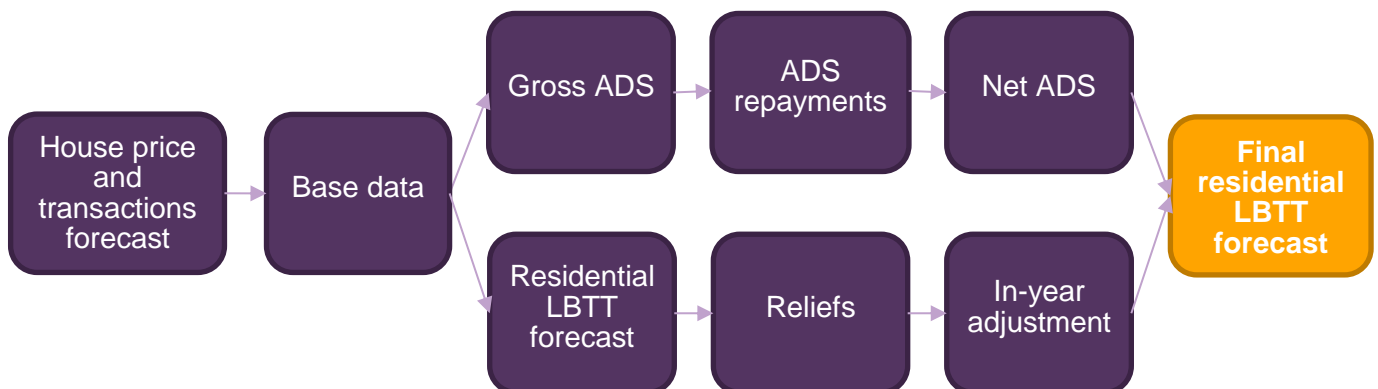 House price
and
transactions
forecast
Base data
Gross ADS
ADS
repayments
Net ADS
Residential
LBTT
forecast
Reliefs
In-year
adjustment
Final
residential
LBTT
forecast